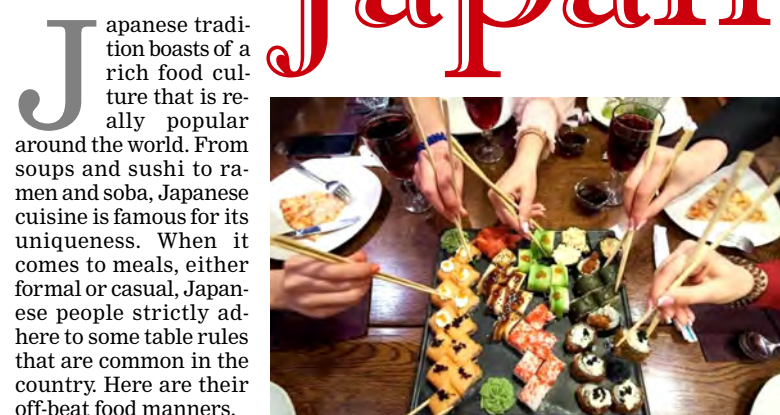 Japan
Japanese tradi-
tion boasts of a
rich food cul-
ture that is re-
ally popular
around the world. From
soups and sushi to ra-
men and soba, Japanese
cuisine is famous for its
uniqueness. When it
comes to meals, either
formal or casual, Japan-
ese people strictly ad-
here to some table rules
that are common in the
country. Here are their
off-beat food manners.